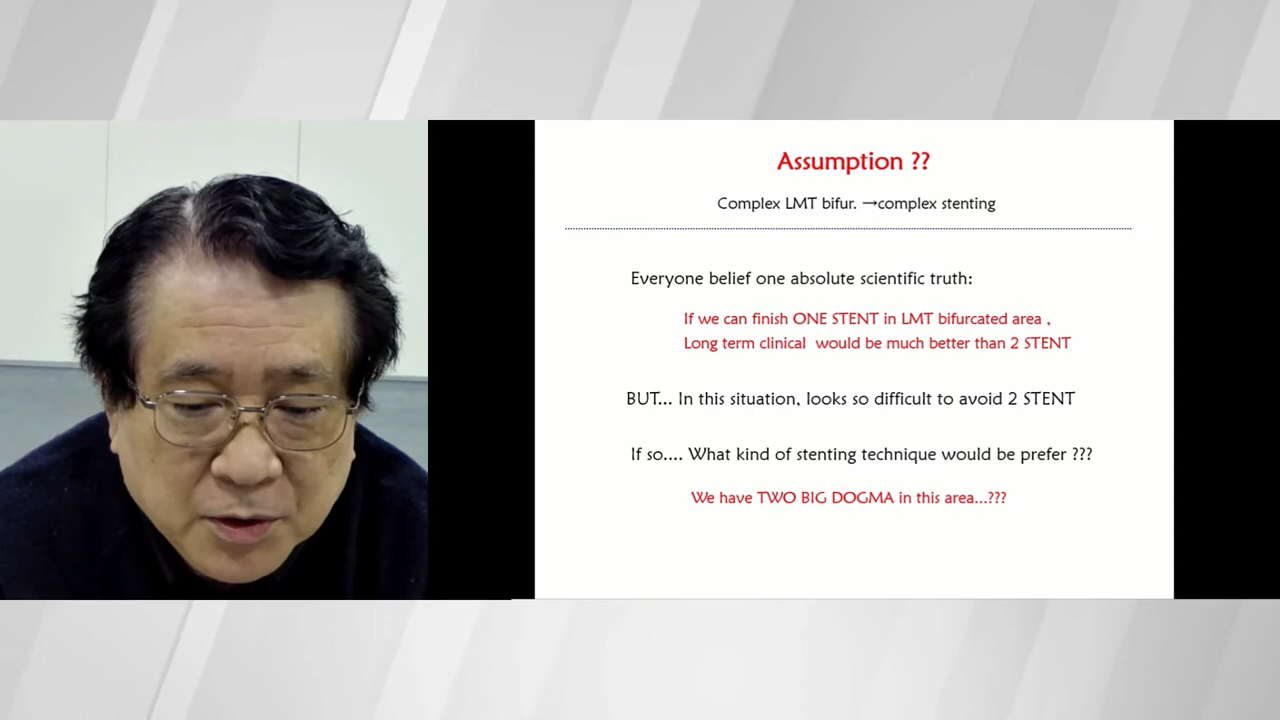 Assumption ??
Complex LMT bifur. →complex stenting
Everyone belief one absolute scientific truth:
If we can finish ONE STENT in LMT bifurcated area ,
Long term clinical  would be much better than 2 STENT
BUT... In this situation, looks so difficult to avoid 2 STENT
If so.... What kind of stenting technique would be prefer ???
We have TWO BIG DOGMA in this area...???